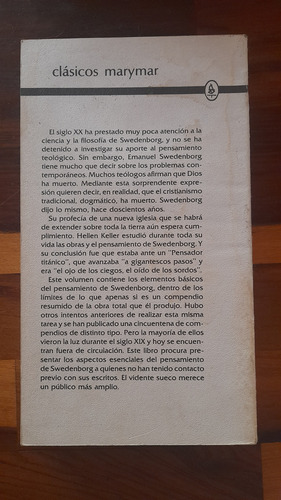 clásicos marymar
El siglo XX ha prestado muy poca atención a la
ciencia y la filosofía de Swedenborg, y no se ha
detenido a investigar su aporte al pensamiento
teológico. Sin embargo, Emanuel Swedenborg
tiene mucho que decir sobre los problemas con-
temporáneos. Muchos teólogos afirman que Dios
ha muerto. Mediante esta sorprendente expre-
sión quieren decir, en realidad, que el cristianismo
tradicional, dogmático, ha muerto. Swedenborg
dijo lo mismo, hace doscientos años.
Su profecía de una nueva iglesia que se habrá
de extender sobre toda la tierra aún espera cum-
plimiento. Hellen Keller estudió durante toda su
vida las obras y el pensamiento de Swedenborg. Y
su conclusión fue que estaba ante un "Pensador
titánico", que avanzaba "a gigantescos pasos" y
era "el ojo de los ciegos, el oído de los sordos".
Este volumen contiene los elementos básicos
del pensamiento de Swedenborg, dentro de los
límites de lo que apenas si es un compendio
resumido de la obra total que él produjo. Hubo
otros intentos anteriores de realizar esta misma
tarea y se han publicado una cincuentena de com-
pendios de distinto tipo. Pero la mayoría de ellos
vieron la luz durante el siglo XIX y hoy se encuen-
tran fuera de circulación. Este libro procura pre-
sentar los aspectos esenciales del pensamiento de
Swedenborg a quienes no han tenido contacto
previo con sus escritos. El vidente sueco merece
un público más amplio.